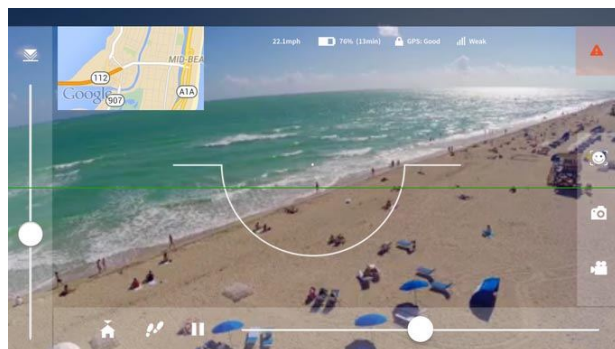 22.1mph 76% (13min) GPS: Good Weak
MID-BEA
112
Google
907
A1A